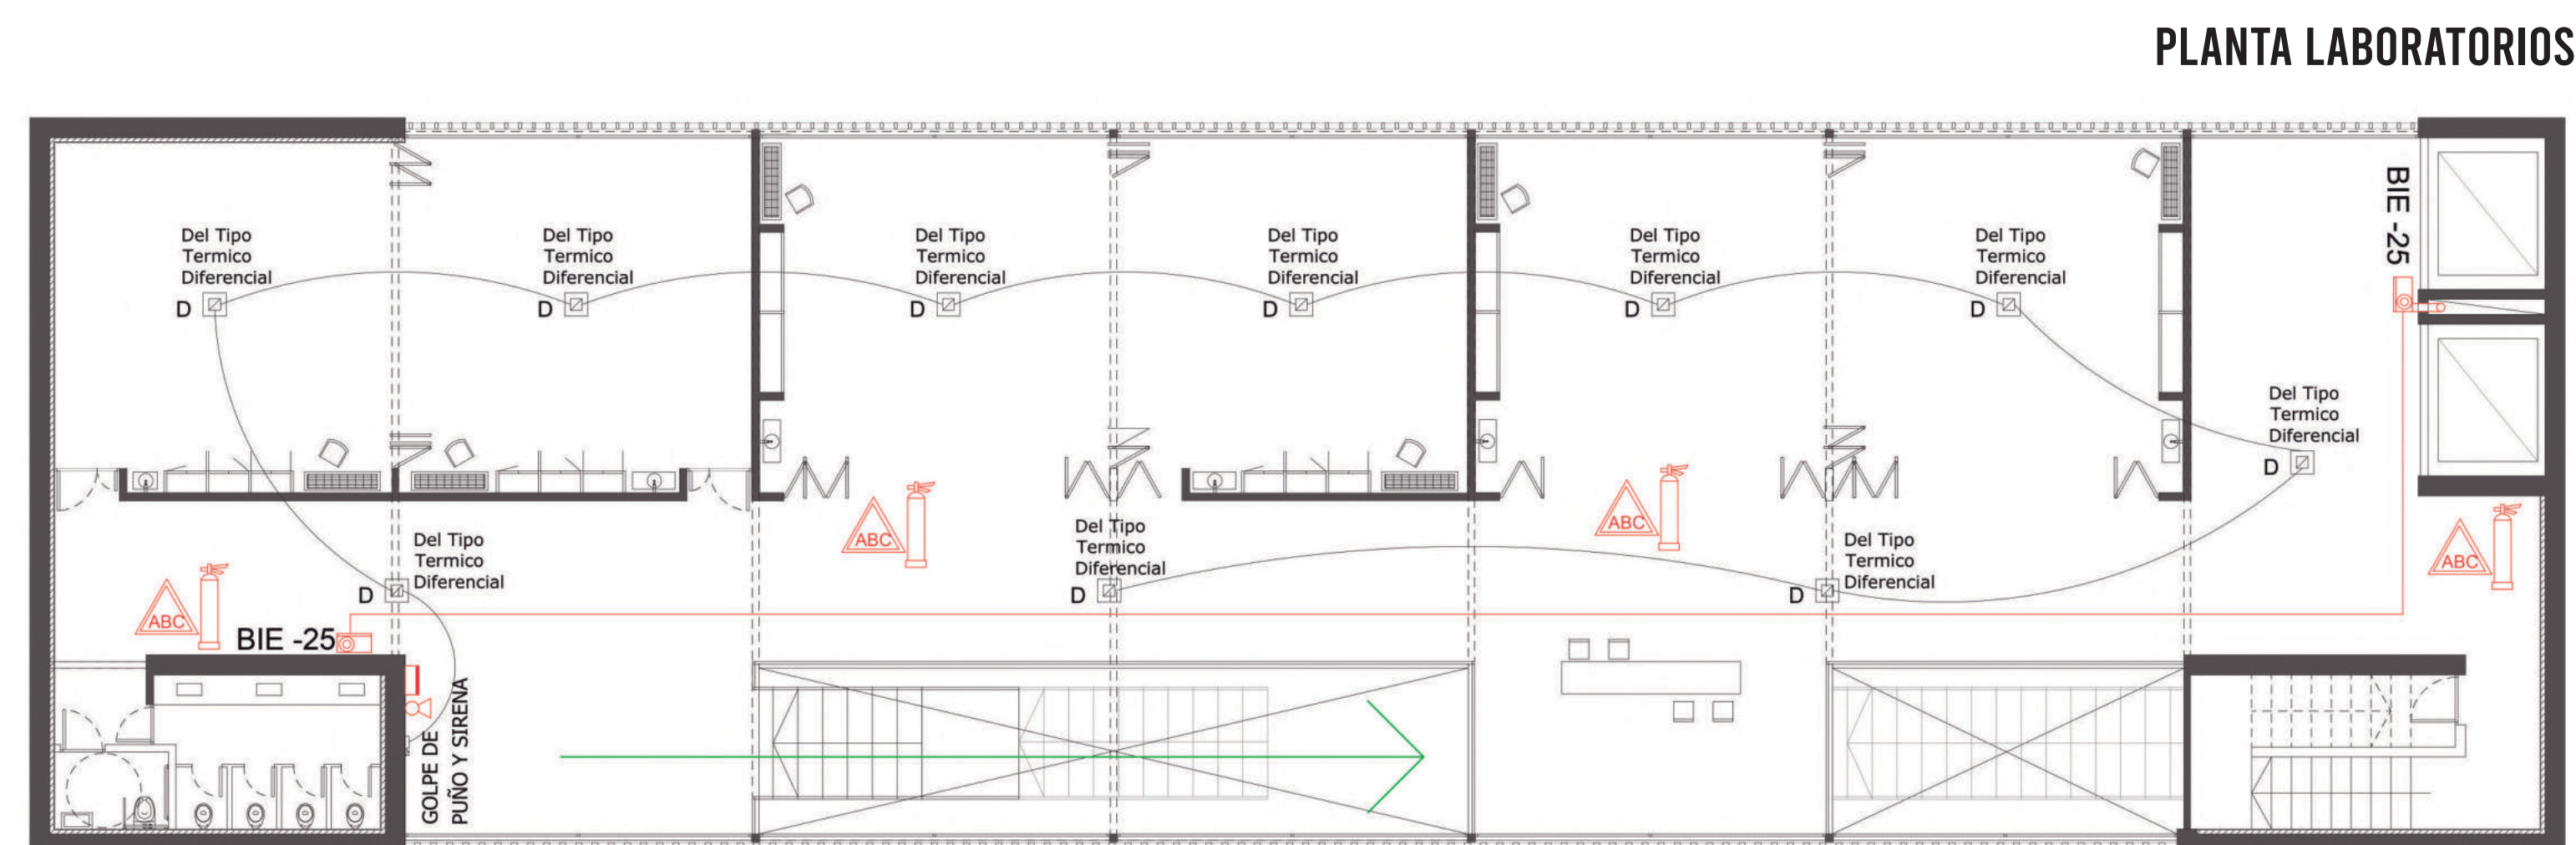 PLANTA LABORATORIOS
BIE -25
Del Tipo
Termico
Diferencial
D
Del Tipo
Termico
Diferencial
D
Del Tipo
Termico
Diferencial
D
Del Tipo
Termico
Diferencial
D
Del Tipo
Termico
Diferencial
D
Del Tipo
Termico
Diferencial
D
Del Tipo
Termico
Diferencial
D
Del Tipo
Termico
Diferencial
D
Del Tipo
Termico
Diferencial
D
Del Tipo
Termico
Diferencial
D
ABC
ABC
ABC
ABC
BIE -25
GOLPE DE
PUÑO Y SIRENA